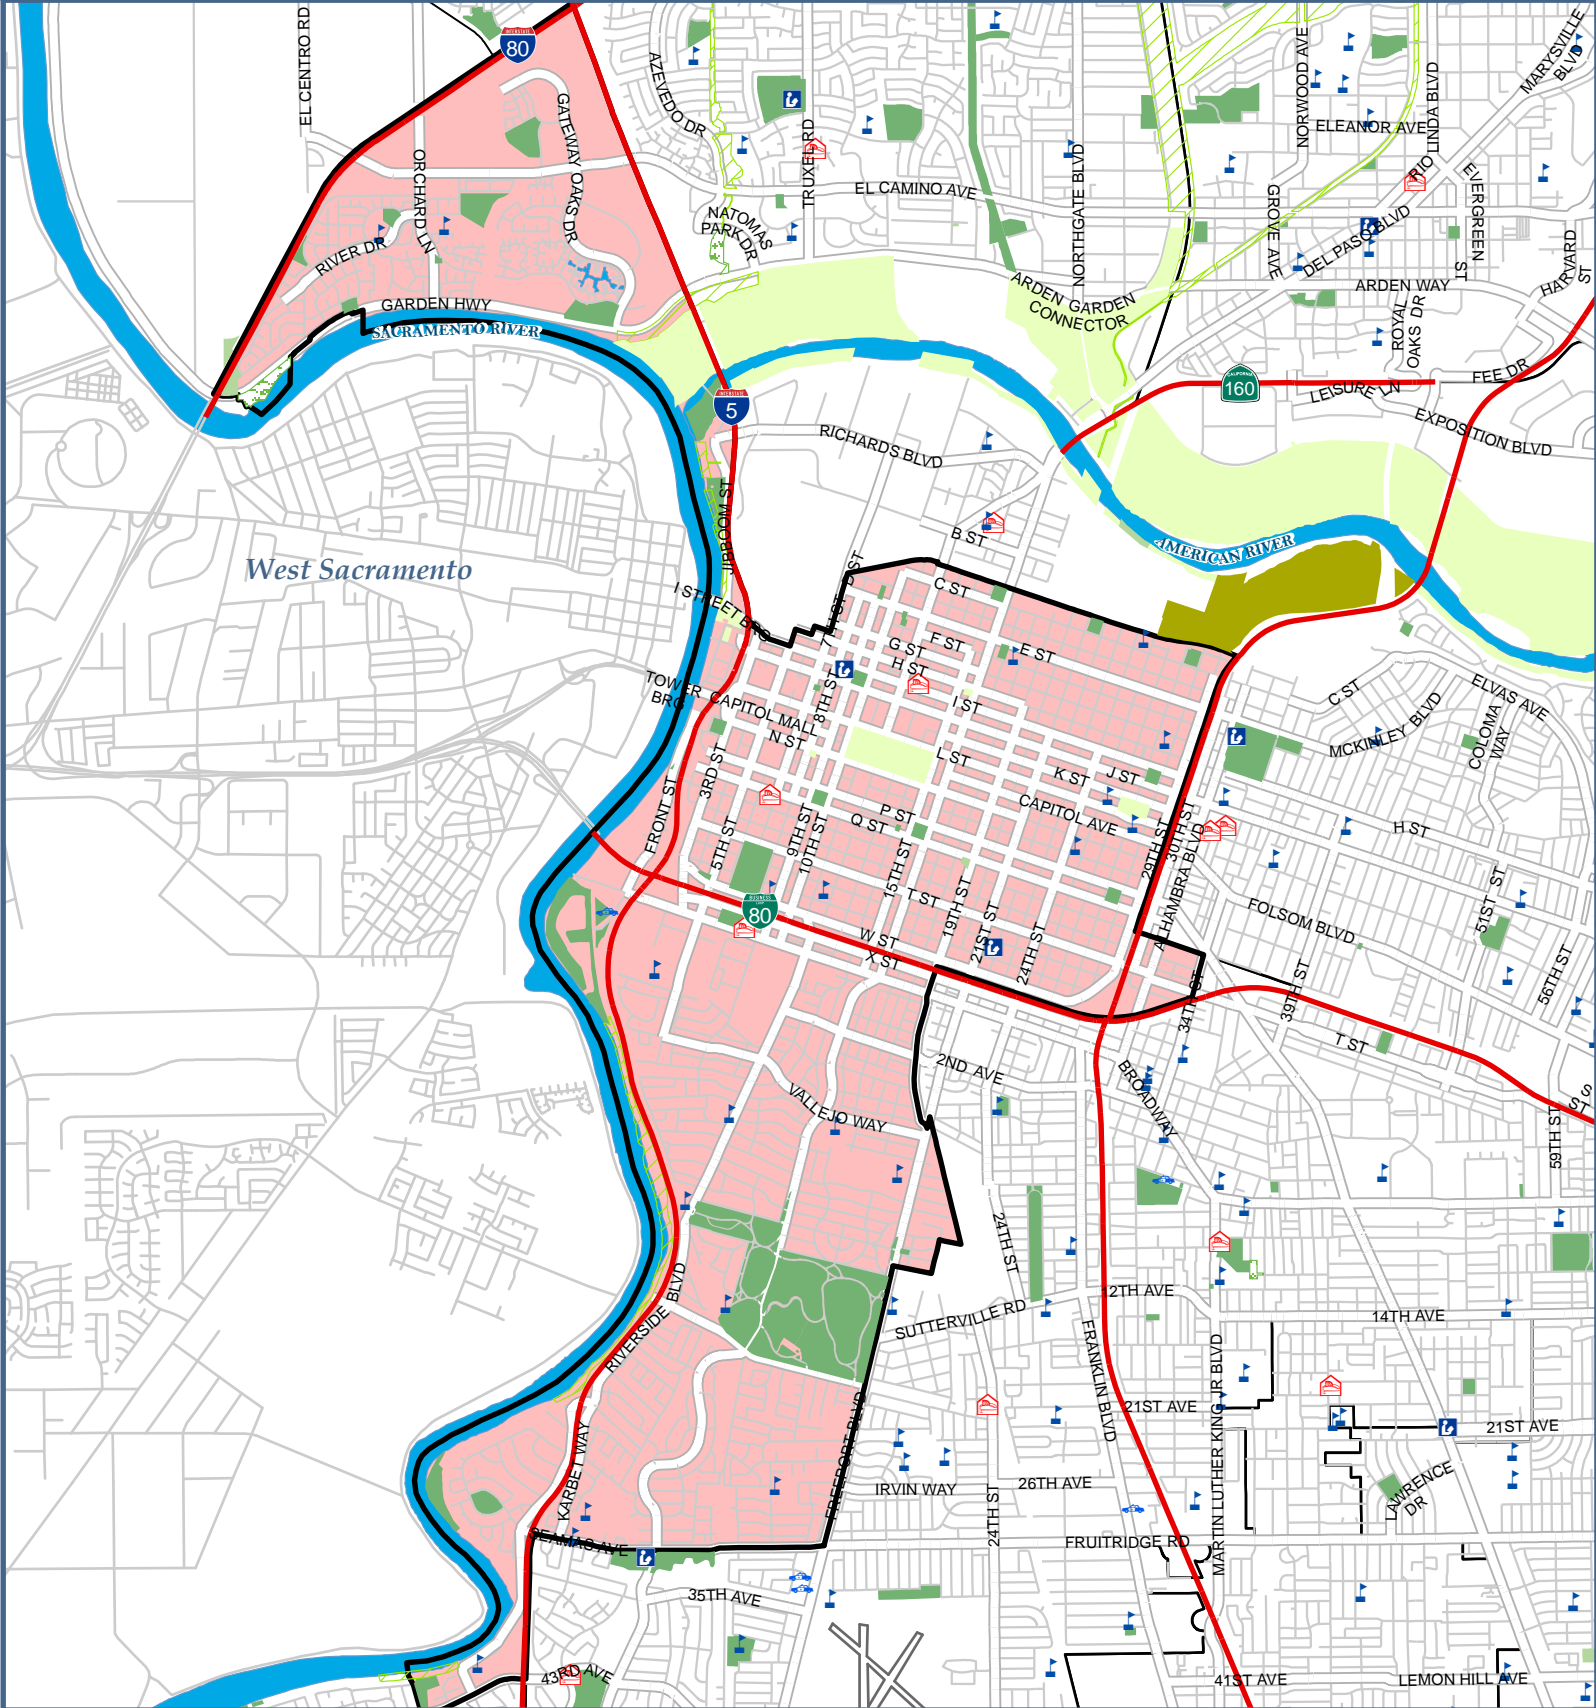 EL CENTRO RD
INTERSTATE
80
GATEWAY OAKS DR
ORCHARD LN
RIVER DR
GARDEN HWY
SACRAMENTO RIVER
AZEVEDO DR
TRUXEL RD
EL CAMINO AVE
NATOMAS
PARK DR
NORTHGATE BLVD
ARDEN GARDEN
CONNECTOR
NORWOOD AVE
ELEANOR AVE
LINDA BLVD
RIO
MARYSVILLE
BLVD
GROVE AVE
DEL PASO BLVD
EVERGREEN
ST
ARDEN WAY
HARVARD
ST
ROYAL
OAKS DR
CALIFORNIA
160
LEISURE LN
FEE DR
EXPOSITION BLVD
INTERSTATE
5
RICHARDS BLVD
JIBBOOM ST
B ST
AMERICAN RIVER
West Sacramento
I STREET BRG
7TH ST
D ST
C ST
F ST
G ST
H ST
E ST
I ST
TOWER
BRG
CAPITOL MALL
N ST
8TH ST
L ST
K ST
J ST
CAPITOL AVE
3RD ST
FRONT ST
5TH ST
P ST
Q ST
9TH ST
10TH ST
15TH ST
T ST
19TH ST
21ST ST
24TH ST
29TH ST
30TH ST
ALHAMBRA BLVD
BUSINESS
LOOP
80
W ST
X ST
C ST
ELVAS AVE
MCKINLEY BLVD
COLOMA
WAY
H ST
FOLSOM BLVD
51ST ST
56TH ST
34TH ST
39TH ST
T ST
S
ST
59TH ST
2ND AVE
BROADWAY
VALLEJO WAY
24TH ST
12TH AVE
14TH AVE
SUTTERVILLE RD
RIVERSIDE BLVD
FRANKLIN BLVD
21ST AVE
MARTIN LUTHER KING JR BLVD
21ST AVE
KARBET WAY
FREEPORT BLVD
IRVIN WAY
26TH AVE
LAWRENCE
DR
24TH ST
FRUITRIDGE RD
SEAMAS AVE
35TH AVE
43RD AVE
41ST AVE
LEMON HILL AVE